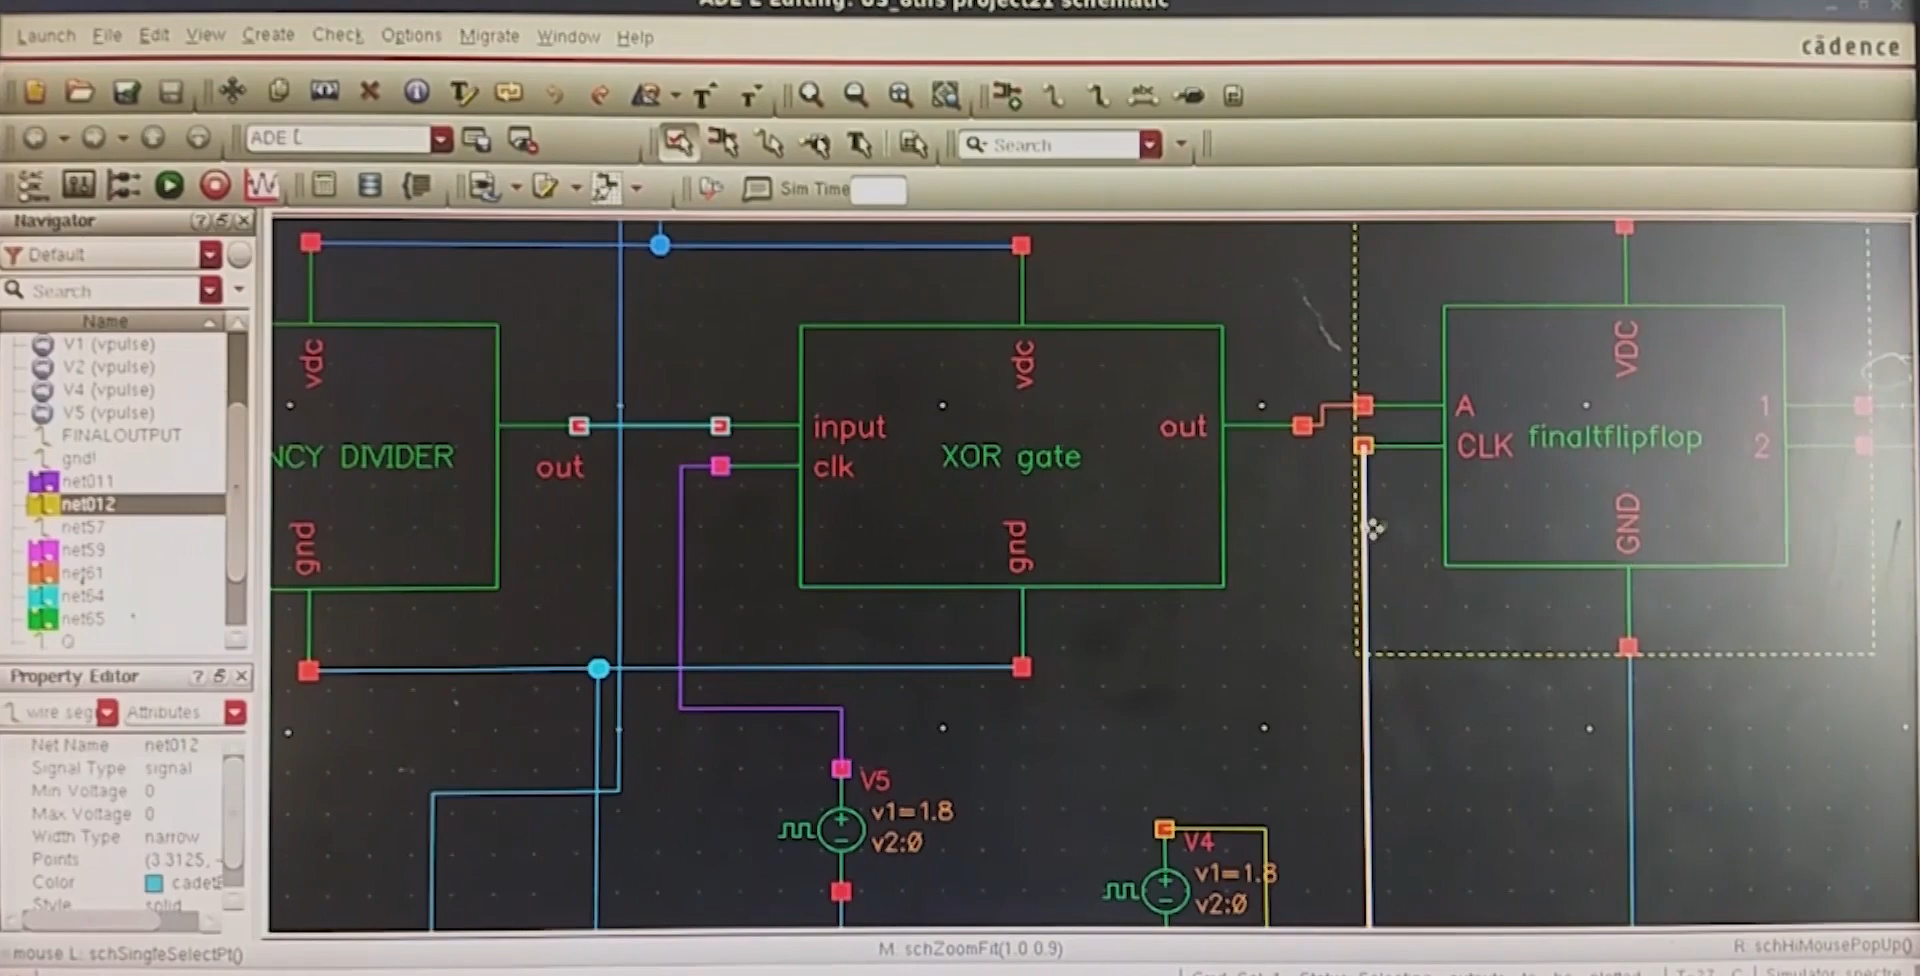 Launch File Edit View Create Check Options Migrate Window Help
cādence
ADE L
Search
Sim Time
Navigator
Default
Search
Name
V1 (vpulse)
V2 (vpulse)
V4 (vpulse)
V5 (vpulse)
FINALOUTPUT
gnd!
net011
net012
net57
net59
net61
net64
net65
Q
Property Editor
wire seg Attributes
Net Name net012
Signal Type signal
Min Voltage 0
Max Voltage 0
Width Type narrow
Points (3.3125,
Color
Style solid
vdc
NCY DIVIDER
out
gnd
vdc
input
clk
XOR gate
out
gnd
V5
v1=1.8
v2:0
V4
v1=1.8
v2:0
VDC
A
CLK
finaltflipflop
1
2
GND
mouse L: schSingleSelectPt()
M: schZoomFit(1.0 0.9)
R: schHiMousePopUp()